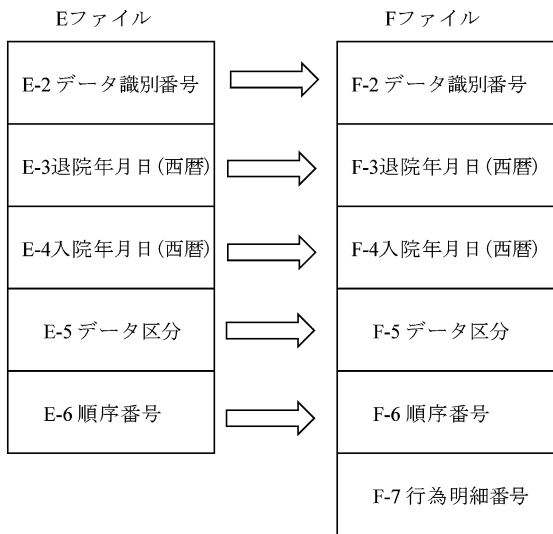 Eファイル
Fファイル
E-2 データ識別番号
F-2 データ識別番号
E-3退院年月日(西暦)
F-3退院年月日(西暦)
E-4入院年月日(西暦)
F-4入院年月日(西暦)
E-5 データ区分
F-5 データ区分
E-6 順序番号
F-6 順序番号
F-7 行為明細番号